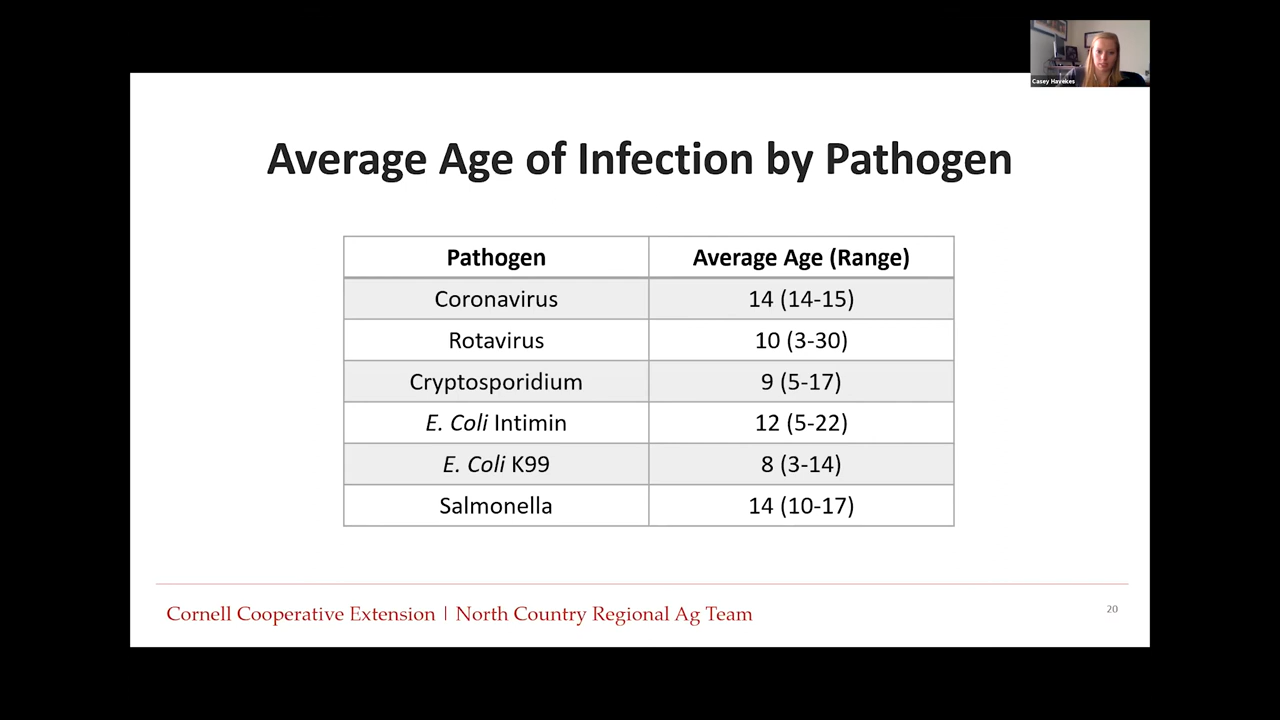 Casey Havekes
Average Age of Infection by Pathogen
Pathogen Average Age (Range)
Coronavirus 14 (14-15)
Rotavirus 10 (3-30)
Cryptosporidium 9 (5-17)
E. Coli Intimin 12 (5-22)
E. Coli K99 8 (3-14)
Salmonella 14 (10-17)
Cornell Cooperative Extension | North Country Regional Ag Team
20